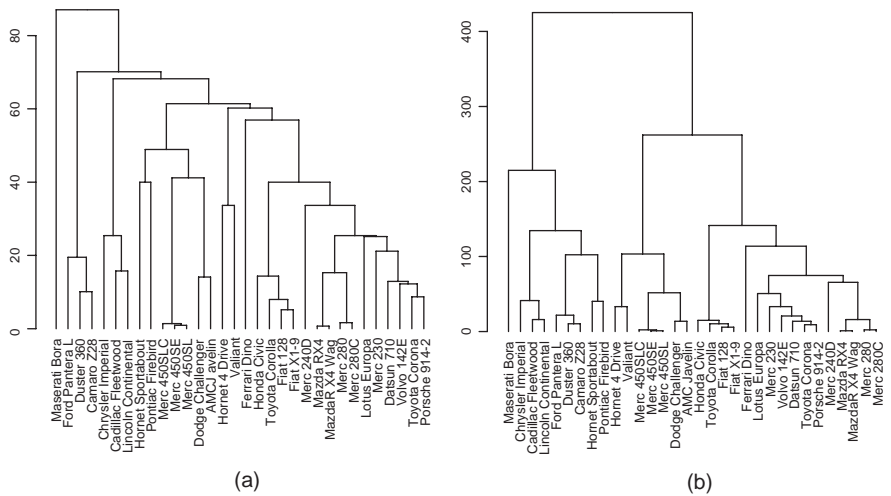 0 20 40 60 80
Maserati Bora
Ford Pantera L
Duster 360
Camaro Z28
Chrysler Imperial
Cadillac Fleetwood
Lincoln Continental
Hornet Sportabout
Pontiac Firebird
Merc 450SLC
Merc 450SE
Merc 450SL
Dodge Challenger
AMCJ Javelin
Hornet 4 Drive
Valiant
Ferrari Dino
Honda Civic
Toyota Corolla
Fiat 128
Fiat X1-9
Merc 240D
Mazda RX4
MazdaR X4 Wag
Merc 280
Merc 280C
Lotus Europa
Merc 230
Datsun 710
Volvo 142E
Toyota Corona
Porsche 914-2
(a)
0 100 200 300 400
Maserati Bora
Chrysler Imperial
Cadillac Fleetwood
Lincoln Continental
Ford Pantera L
Duster 360
Camaro Z28
Hornet Sportabout
Pontiac Firebird
Hornet 4 Drive
Valiant
Merc 450SLC
Merc 450SE
Merc 450SL
Dodge Challenger
AMC Javelin
Honda Civic
Toyota Corolla
Fiat 128
Fiat X1-9
Ferrari Dino
Lotus Europa
Merc 230
Volvo 142E
Datsun 710
Toyota Corona
Porsche 914-2
Merc 240D
Mazda RX4
MazdaR X4 Wag
Merc 280
Merc 280C
(b)